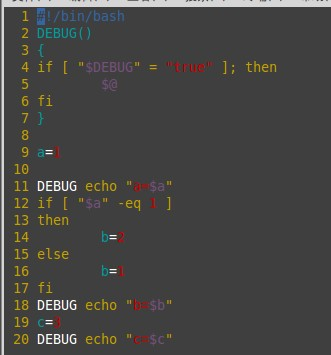 1 #!/bin/bash
2 DEBUG()
3 {
4 if [ "$DEBUG" = "true" ]; then
5 $@
6 fi
7 }
8
9 a=1
10
11 DEBUG echo "a=$a"
12 if [ "$a" -eq 1 ]
13 then
14 b=2
15 else
16 b=1
17 fi
18 DEBUG echo "b=$b"
19 c=3
20 DEBUG echo "c=$c"